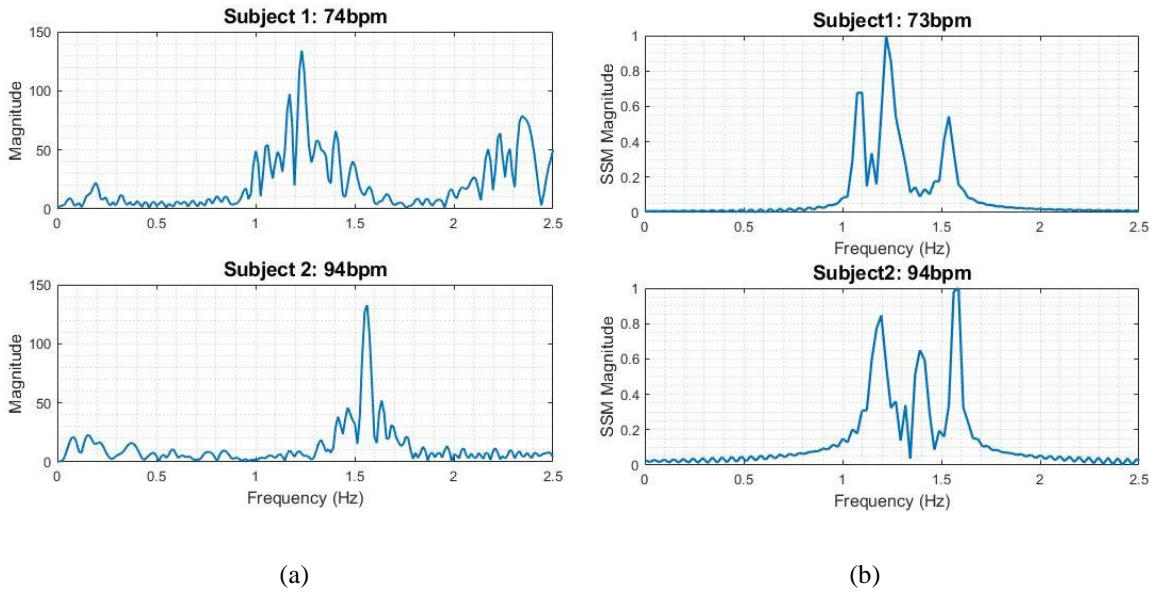 Subject 1: 74bpm
150
100
50
0
Magnitude
0 0.5 1 1.5 2 2.5
Subject 2: 94bpm
150
100
50
0
Magnitude
0 0.5 1 1.5 2 2.5
Frequency (Hz)
(a)
Subject1: 73bpm
1
0.8
0.6
0.4
0.2
0
SSM Magnitude
0 0.5 1 1.5 2 2.5
Frequency (Hz)
Subject2: 94bpm
1
0.8
0.6
0.4
0.2
0
SSM Magnitude
0 0.5 1 1.5 2 2.5
Frequency (Hz)
(b)